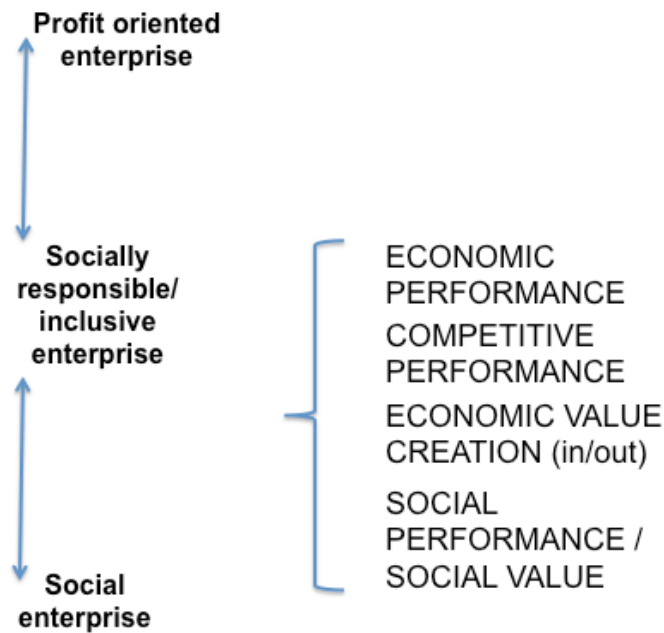 Profit oriented
enterprise
Socially
responsible/
inclusive
enterprise
Social
enterprise
ECONOMIC
PERFORMANCE
COMPETITIVE
PERFORMANCE
ECONOMIC VALUE
CREATION (in/out)
SOCIAL
PERFORMANCE /
SOCIAL VALUE